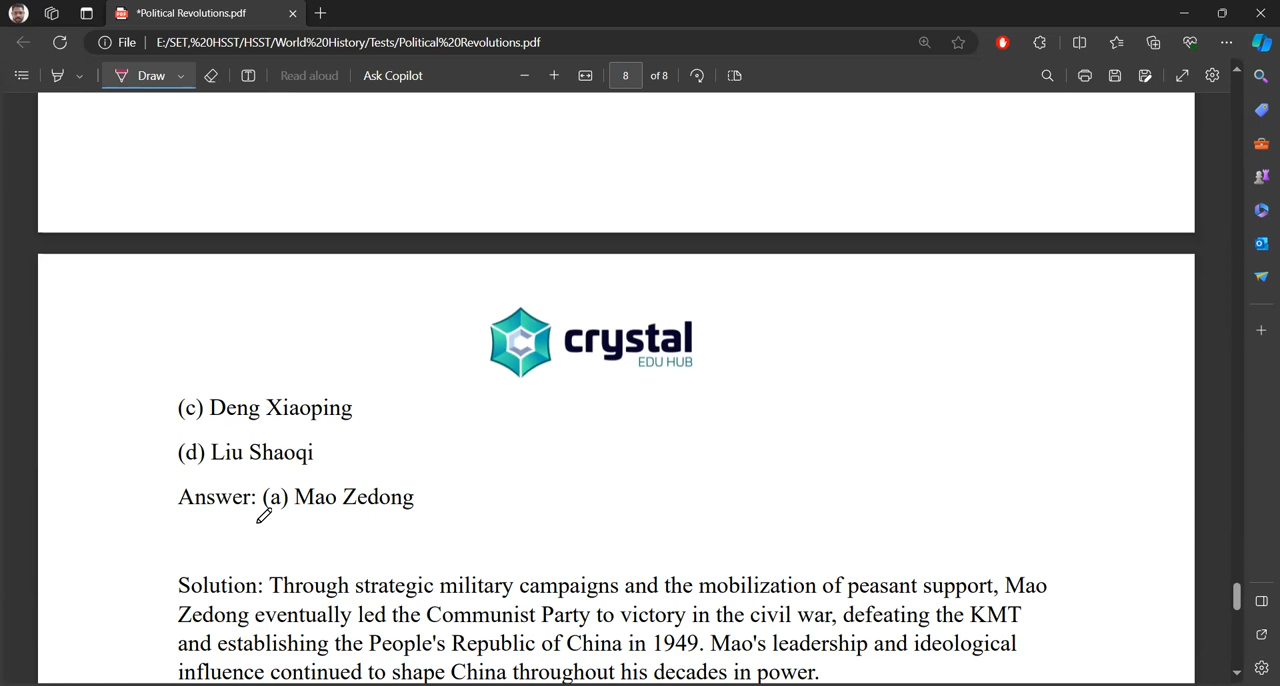 *Political Revolutions.pdf
File
E:/SET,%20HSST/HSST/World%20History/Tests/Political%20Revolutions.pdf
Draw
Read aloud
Ask Copilot
8 of 8
crystal
EDU HUB
(c) Deng Xiaoping
(d) Liu Shaoqi
Answer: (a) Mao Zedong
Solution: Through strategic military campaigns and the mobilization of peasant support, Mao
Zedong eventually led the Communist Party to victory in the civil war, defeating the KMT
and establishing the People's Republic of China in 1949. Mao's leadership and ideological
influence continued to shape China throughout his decades in power.